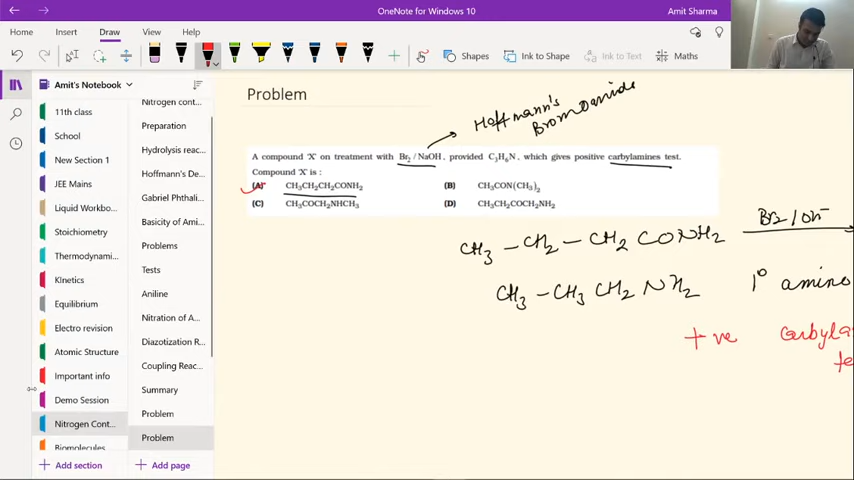 OneNote for Windows 10
Amit Sharma
Home
Insert
Draw
View
Help
Shapes
Ink to Shape
Ink to Text
Maths
Amit's Notebook
11th class
School
New Section 1
JEE Mains
Liquid Workbo...
Stoichiometry
Thermodynami...
KInetics
Equilibrium
Electro revision
Atomic Structure
Important info
Demo Session
Nitrogen Cont...
Biomolecules
Add section
Nitrogen cont...
Preparation
Hydrolysis reac...
Hoffmann's De...
Gabriel Phthali...
Basicity of Ami...
Problems
Tests
Aniline
Nitration of A...
Diazotization R...
Coupling Reac...
Summary
Problem
Problem
Add page
Problem
Hoffmann's
Bromoamide
A compound 'X' on treatment with Br₂/NaOH, provided C₃H₉N, which gives positive carbylamines test.
Compound 'X' is :
(A) CH₃CH₂CH₂CONH₂ (B) CH₃CON(CH₃)₂
(C) CH₃COCH₂NHCH₃ (D) CH₃CH₂COCH₂NH₂
CH₃ – CH₂ – CH₂ CONH₂ Br₂/OH⁻
CH₃ – CH₃ CH₂ NH₂ 1° amino
+ve carbyla
te